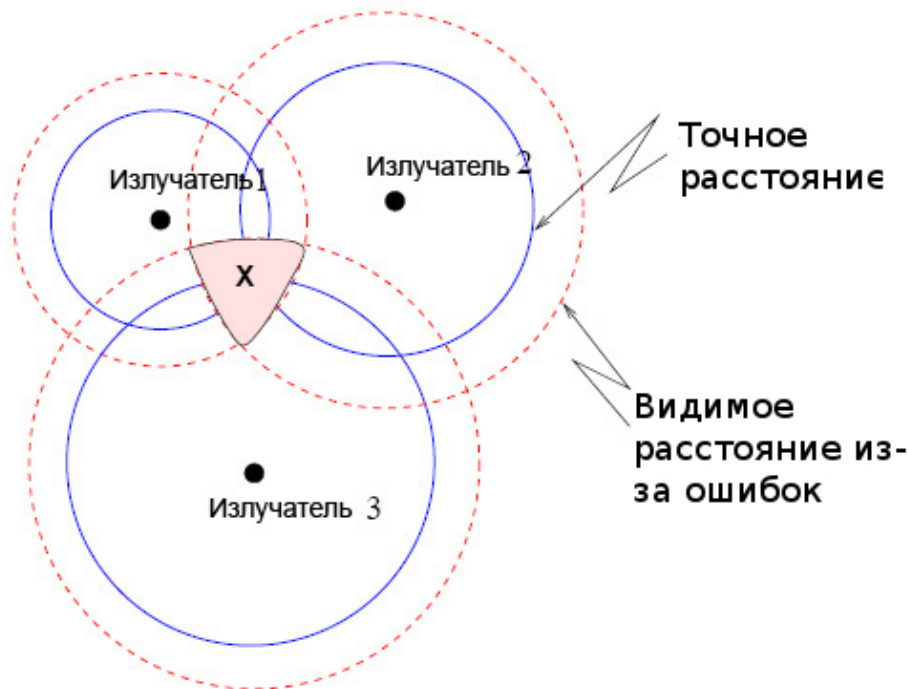 Излучатель 1
Излучатель 2
Точное
расстояние
X
Видимое
расстояние из-
за ошибок
Излучатель 3